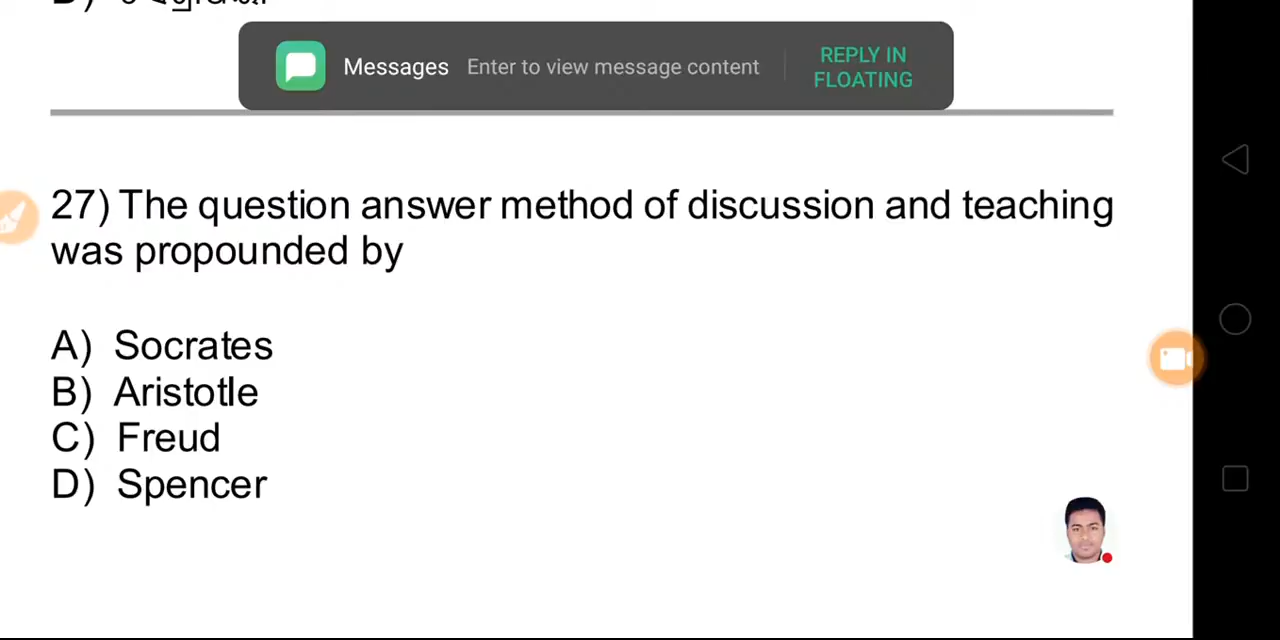 Messages Enter to view message content REPLY IN
FLOATING
27) The question answer method of discussion and teaching
was propounded by
A) Socrates
B) Aristotle
C) Freud
D) Spencer